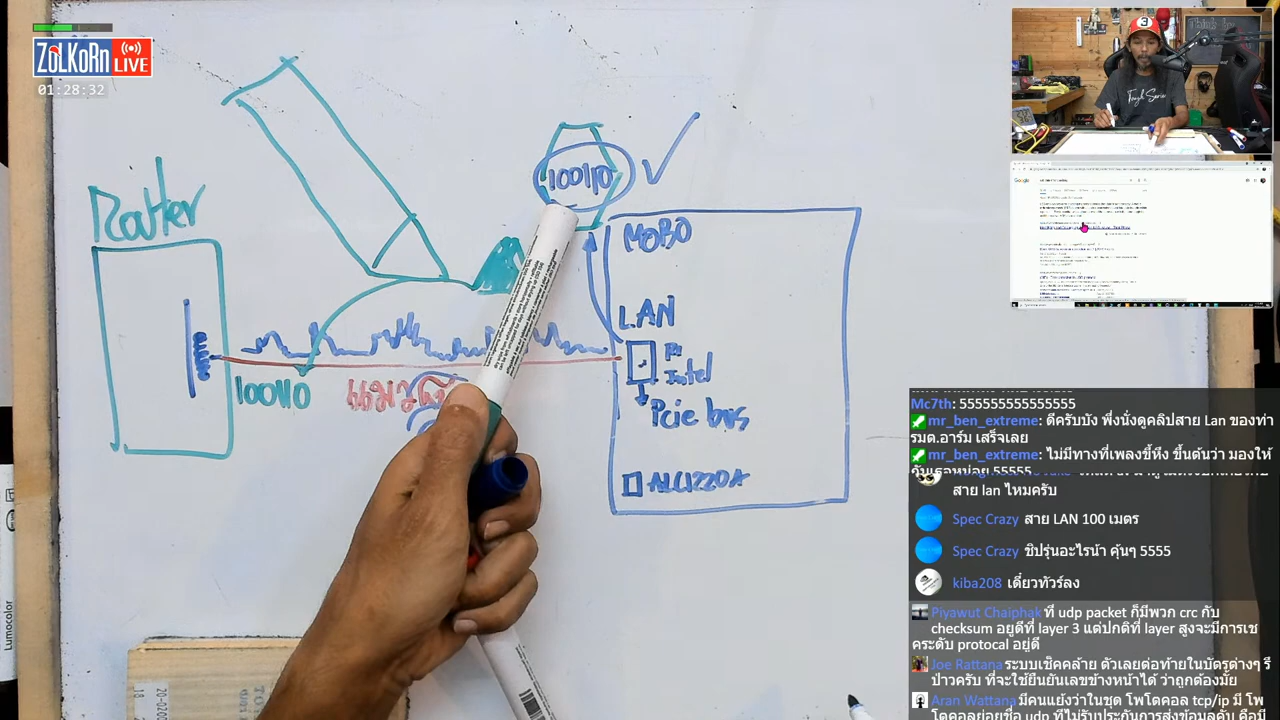 ZOLKORN LIVE
01:28:32
Router
100110
100110
MOBO
LAN
Intel
Pcie bus
ALC1220A
Lumocolor
3
Google
Mc7th: 555555555555555
mr_ben_extreme: ดีครับบัง พึ่งนั่งดูคลิปสาย Lan ของท่า
รมต.อาร์ม เสร็จเลย
mr_ben_extreme: ไม่มีทางที่เพลงขี้หึง ขึ้นต้นว่า มองให้
สาย lan ไหมครับ
Spec Crazy สาย LAN 100 เมตร
Spec Crazy ชิปรุ่นอะไรน้า คุ้นๆ 5555
kiba208 เดี๋ยวทัวร์ลง
Piyawut Chaiphak ที่ udp packet ก็มีพวก crc กับ
checksum อยู่ดีที่ layer 3 แต่ปกติที่ layer สูงจะมีการเช
คระดับ protocal อยู่ดี
Joe Rattana ระบบเช็คคล้าย ตัวเลขต่อท้ายในบัตรต่างๆ รึ
ป่าวครับ ที่จะใช้ยืนยันเลขข้างหน้าได้ ว่าถูกต้องมั้ย
Aran Wattana มีคนแย้งว่าในชุด โพโตคอล tcp/ip มี โพ
โตคอลย่อยชื่อ udp ที่ไม่รับประกันการส่งข้อมูลคับ คือมี